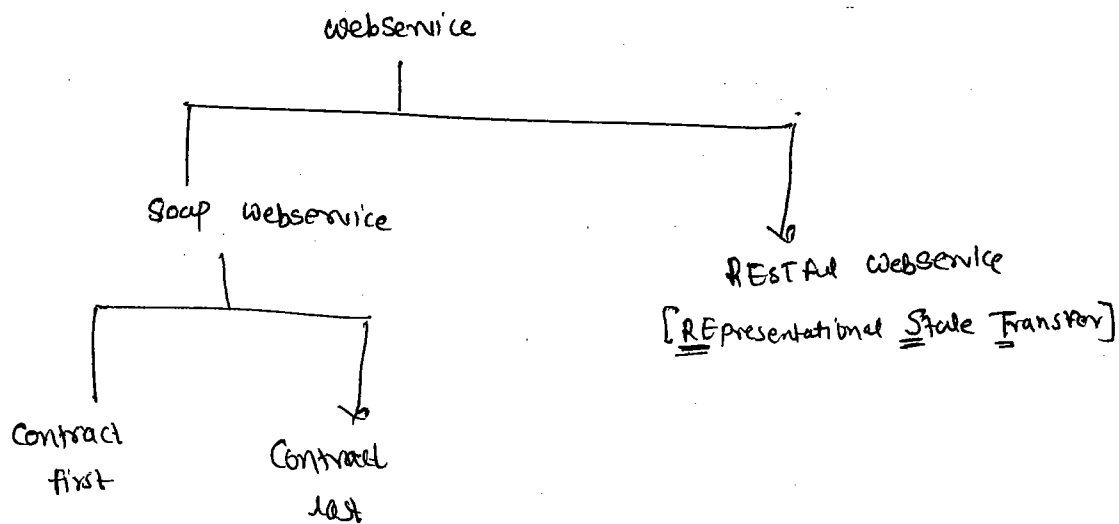 webservice
Soap webservice
RESTful webservice
[REpresentational State Transfer]
Contract
first
Contract
last